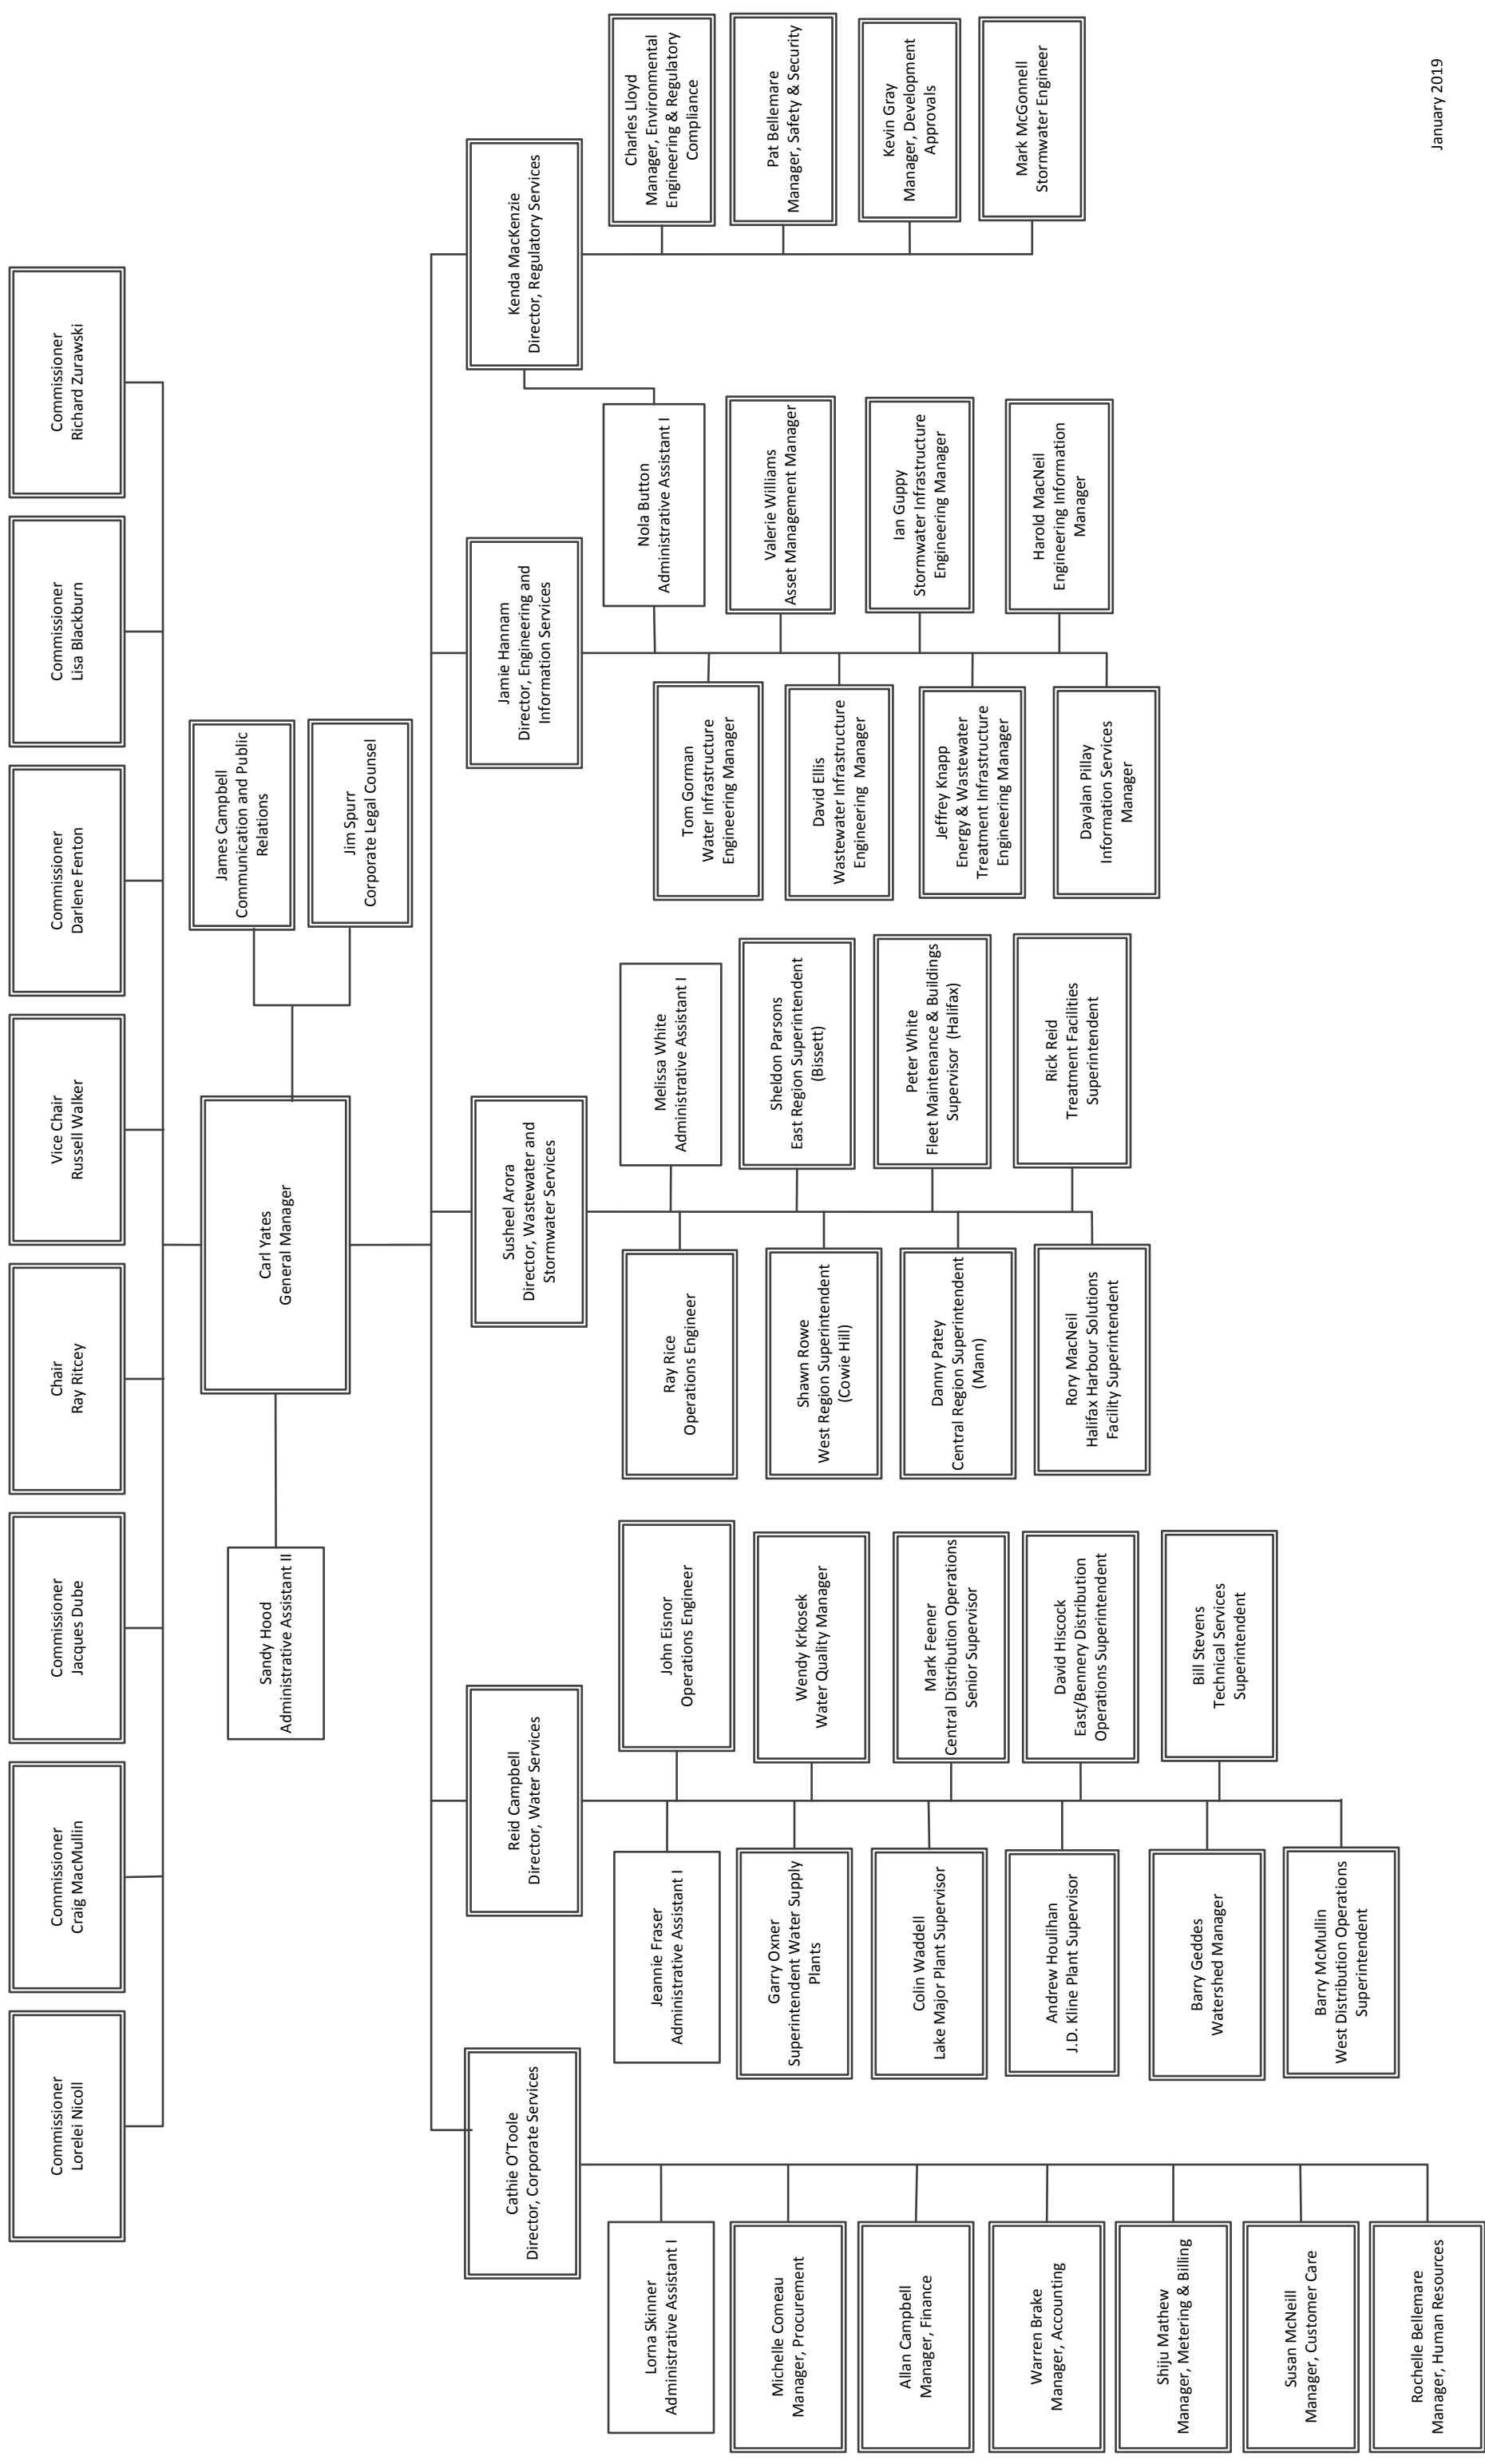 Commissioner
Lorelei Nicoll
Commissioner
Craig MacMullin
Commissioner
Jacques Dube
Chair
Ray Ritcey
Vice Chair
Russell Walker
Commissioner
Darlene Fenton
Commissioner
Lisa Blackburn
Commissioner
Richard Zurawski
Sandy Hood
Administrative Assistant II
Carl Yates
General Manager
James Campbell
Communication and Public
Relations
Jim Spurr
Corporate Legal Counsel
Cathie O'Toole
Director, Corporate Services
Reid Campbell
Director, Water Services
Susheel Arora
Director, Wastewater and
Stormwater Services
Jamie Hannam
Director, Engineering and
Information Services
Kenda MacKenzie
Director, Regulatory Services
Lorna Skinner
Administrative Assistant I
Michelle Comeau
Manager, Procurement
Allan Campbell
Manager, Finance
Warren Brake
Manager, Accounting
Shiju Mathew
Manager, Metering & Billing
Susan McNeill
Manager, Customer Care
Rochelle Bellemare
Manager, Human Resources
Jeannie Fraser
Administrative Assistant I
John Eisnor
Operations Engineer
Garry Oxner
Superintendent Water Supply
Plants
Wendy Krkosek
Water Quality Manager
Colin Waddell
Lake Major Plant Supervisor
Mark Feener
Central Distribution Operations
Senior Supervisor
Andrew Houlihan
J.D. Kline Plant Supervisor
David Hiscock
East/Bennery Distribution
Operations Superintendent
Barry Geddes
Watershed Manager
Bill Stevens
Technical Services
Superintendent
Barry McMullin
West Distribution Operations
Superintendent
Melissa White
Administrative Assistant I
Ray Rice
Operations Engineer
Sheldon Parsons
East Region Superintendent
(Bissett)
Shawn Rowe
West Region Superintendent
(Cowie Hill)
Peter White
Fleet Maintenance & Buildings
Supervisor (Halifax)
Danny Patey
Central Region Superintendent
(Mann)
Rick Reid
Treatment Facilities
Superintendent
Rory MacNeil
Halifax Harbour Solutions
Facility Superintendent
Nola Button
Administrative Assistant I
Tom Gorman
Water Infrastructure
Engineering Manager
Valerie Williams
Asset Management Manager
David Ellis
Wastewater Infrastructure
Engineering Manager
Ian Guppy
Stormwater Infrastructure
Engineering Manager
Jeffrey Knapp
Energy & Wastewater
Treatment Infrastructure
Engineering Manager
Harold MacNeil
Engineering Information
Manager
Dayalan Pillay
Information Services
Manager
Charles Lloyd
Manager, Environmental
Engineering & Regulatory
Compliance
Pat Bellemare
Manager, Safety & Security
Kevin Gray
Manager, Development
Approvals
Mark McGonnell
Stormwater Engineer
January 2019